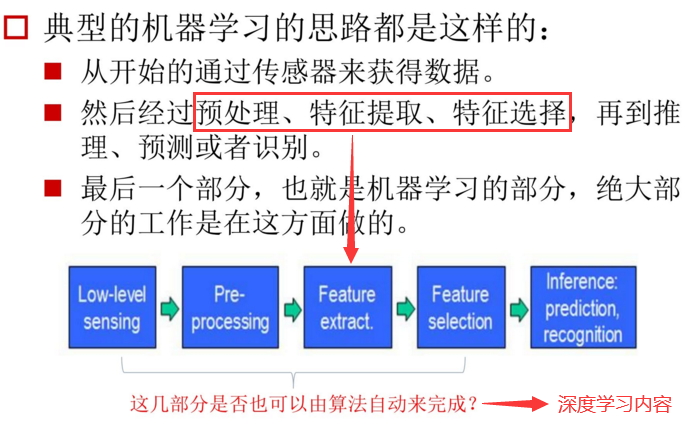 典型的机器学习的思路都是这样的：
从开始的通过传感器来获得数据。
然后经过预处理、特征提取、特征选择，再到推
理、预测或者识别。
最后一个部分，也就是机器学习的部分，绝大部
分的工作是在这方面做的。
Low-level
sensing
Pre-
processing
Feature
extract.
Feature
selection
Inference:
prediction,
recognition
这几部分是否也可以由算法自动来完成？
深度学习内容